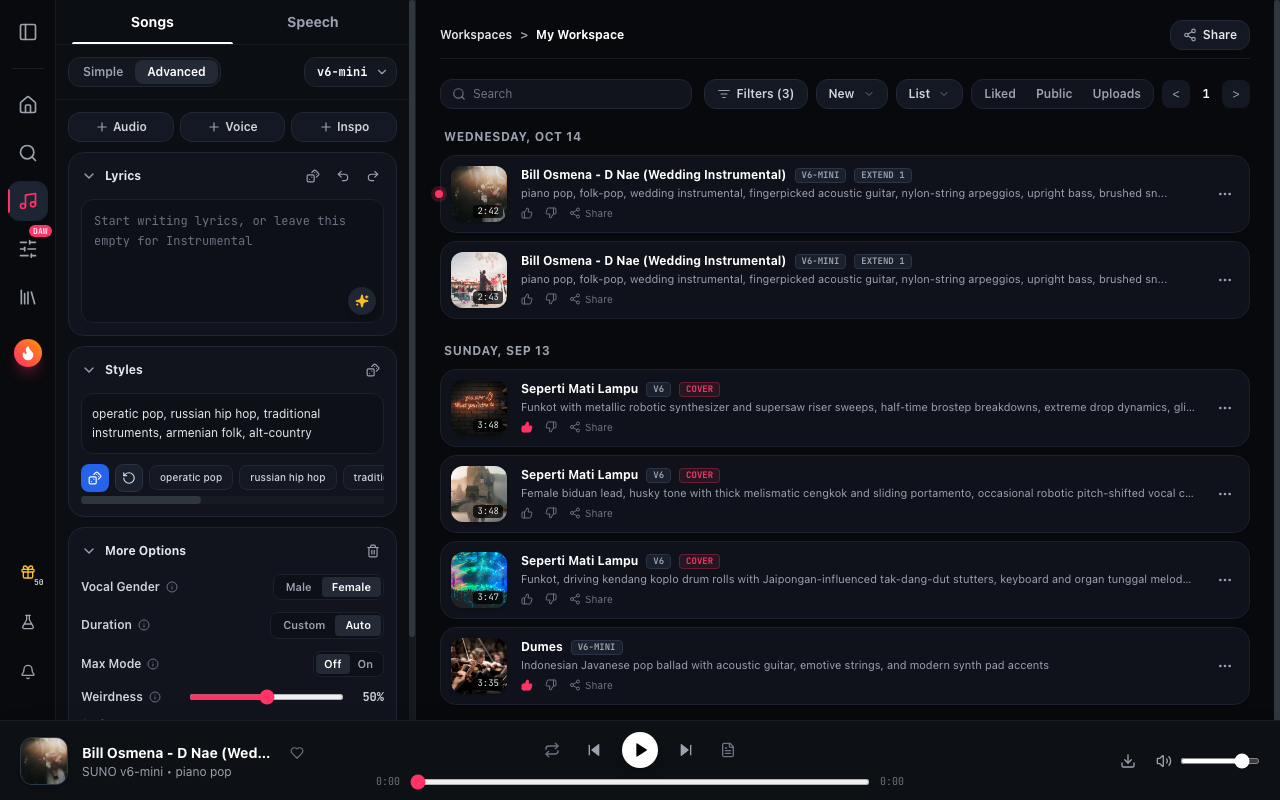 Songs
Speech
Simple
Advanced
v6-mini
+ Audio
+ Voice
+ Inspo
Lyrics
Start writing lyrics, or leave this
empty for Instrumental
Styles
operatic pop, russian hip hop, traditional
instruments, armenian folk, alt-country
operatic pop
russian hip hop
traditio
More Options
Vocal Gender
Male
Female
Duration
Custom
Auto
Max Mode
Off
On
Weirdness
50%
DAW
50
Workspaces > My Workspace
Share
Search
Filters (3)
New
List
Liked
Public
Uploads
< 1 >
WEDNESDAY, OCT 14
Bill Osmena - D Nae (Wedding Instrumental) V6-MINI EXTEND 1
piano pop, folk-pop, wedding instrumental, fingerpicked acoustic guitar, nylon-string arpeggios, upright bass, brushed sn...
2:42
Share
Bill Osmena - D Nae (Wedding Instrumental) V6-MINI EXTEND 1
piano pop, folk-pop, wedding instrumental, fingerpicked acoustic guitar, nylon-string arpeggios, upright bass, brushed sn...
2:43
Share
SUNDAY, SEP 13
Seperti Mati Lampu V6 COVER
Funkot with metallic robotic synthesizer and supersaw riser sweeps, half-time brostep breakdowns, extreme drop dynamics, gli...
3:48
Share
Seperti Mati Lampu V6 COVER
Female biduan lead, husky tone with thick melismatic cengkok and sliding portamento, occasional robotic pitch-shifted vocal c...
3:48
Share
Seperti Mati Lampu V6 COVER
Funkot, driving kendang koplo drum rolls with Jaipongan-influenced tak-dang-dut stutters, keyboard and organ tunggal melod...
3:47
Share
Dumes V6-MINI
Indonesian Javanese pop ballad with acoustic guitar, emotive strings, and modern synth pad accents
3:35
Share
Bill Osmena - D Nae (Wed...
SUNO v6-mini • piano pop
0:00
0:00